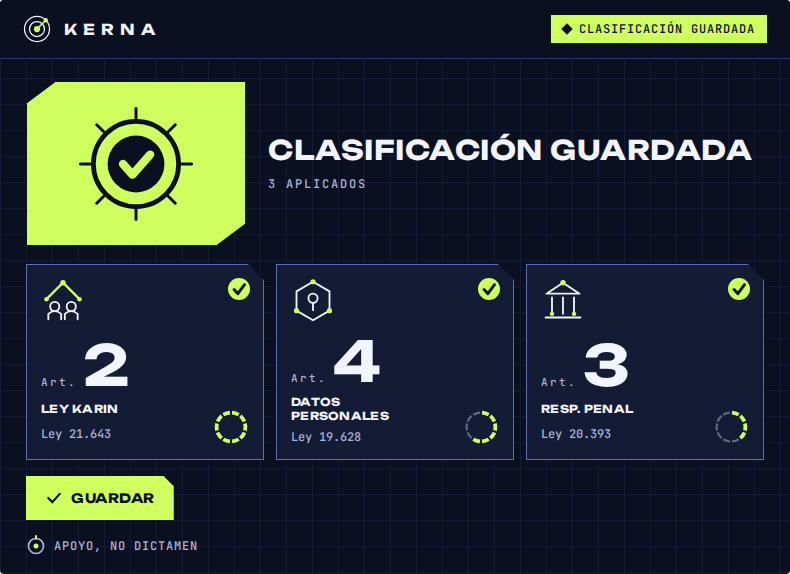 KERNA
CLASIFICACIÓN GUARDADA
CLASIFICACIÓN GUARDADA
3 APLICADOS
Art. 2
LEY KARIN
Ley 21.643
Art. 4
DATOS
PERSONALES
Ley 19.628
Art. 3
RESP. PENAL
Ley 20.393
GUARDAR
APOYO, NO DICTAMEN